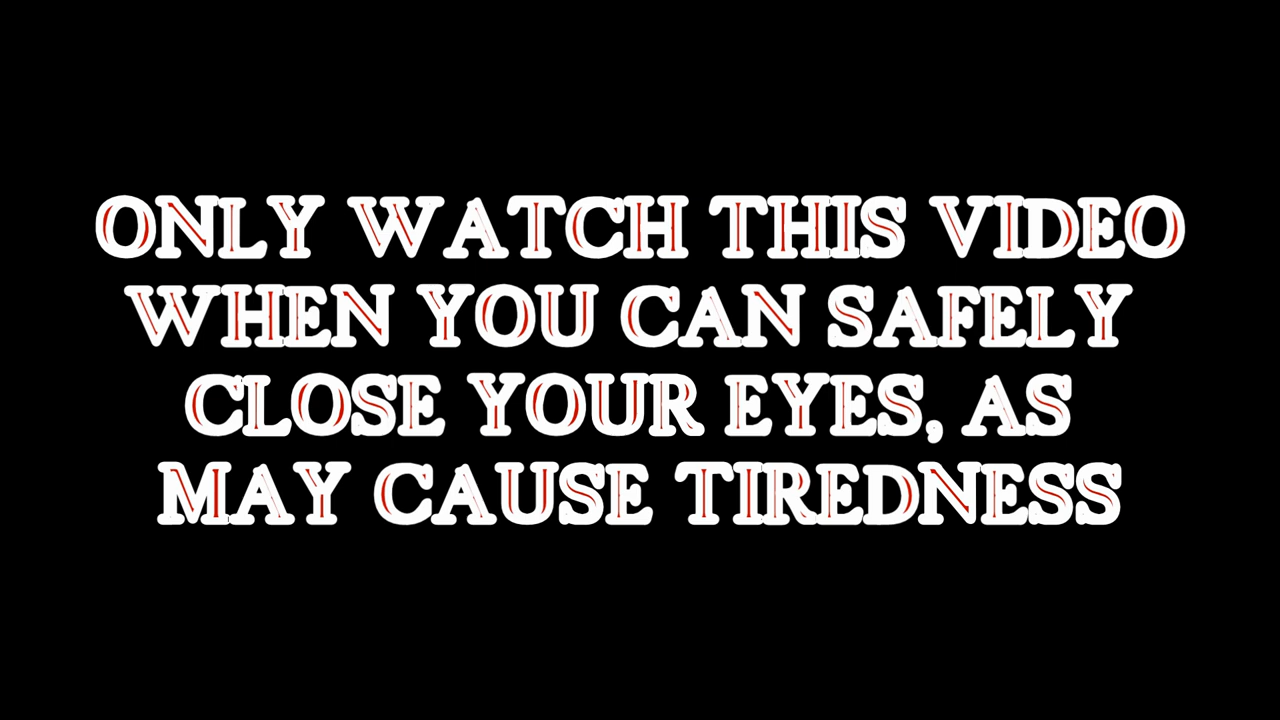 ONLY WATCH THIS VIDEO
WHEN YOU CAN SAFELY
CLOSE YOUR EYES, AS
MAY CAUSE TIREDNESS